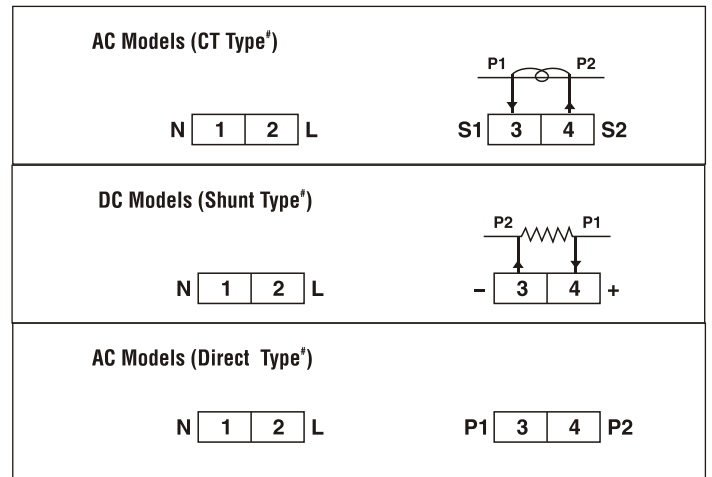 AC Models (CT Type#)
P1 P2
N 1 2 L S1 3 4 S2
DC Models (Shunt Type#)
P2 P1
N 1 2 L - 3 4 +
AC Models (Direct Type#)
N 1 2 L P1 3 4 P2